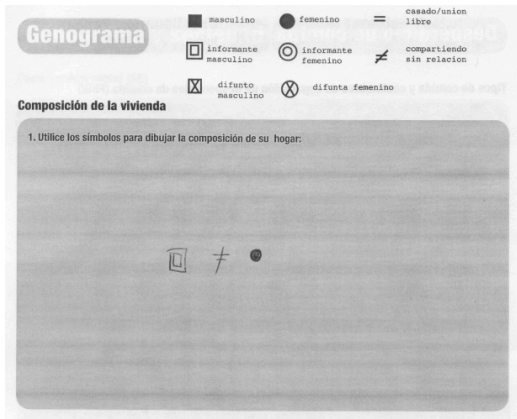 Genograma
masculino
femenino
=
casado/union
libre
informante
masculino
informante
femenino
≠
compartiendo
sin relacion
difunto
masculino
difunta femenino
Composición de la vivienda
1. Utilice los símbolos para dibujar la composición de su hogar:
≠